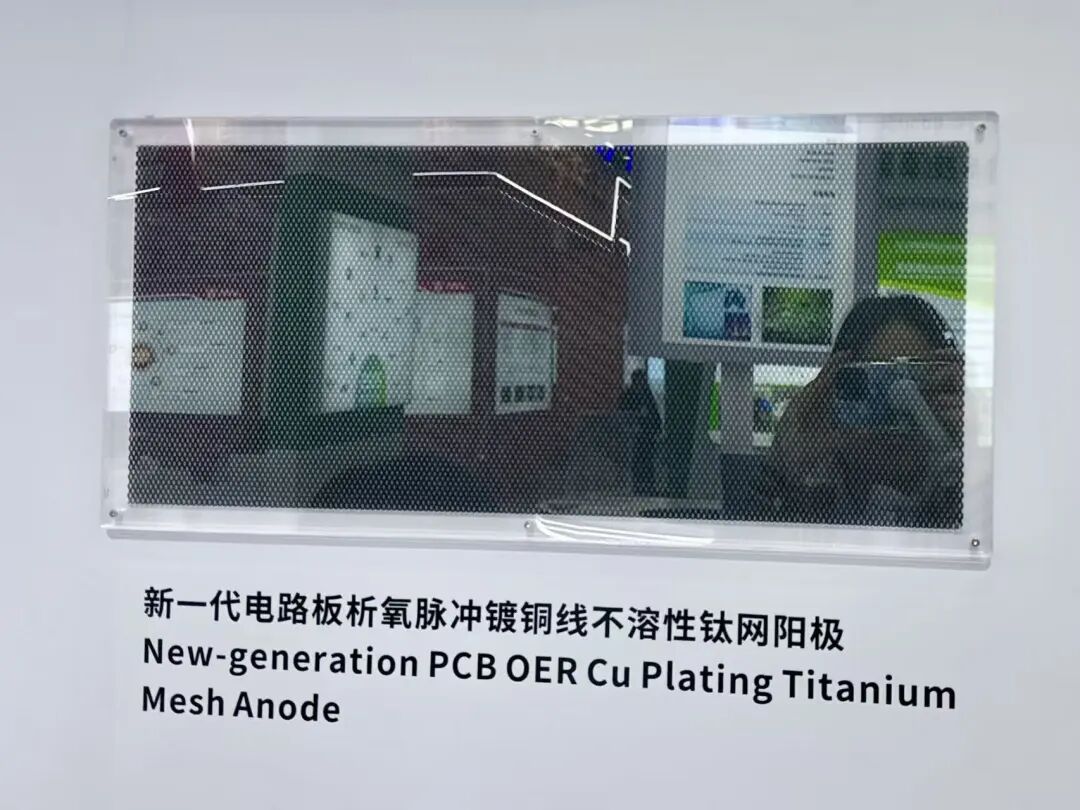 新一代电路板析氧脉冲镀铜线不溶性钛网阳极
New-generation PCB OER Cu Plating Titanium
Mesh Anode